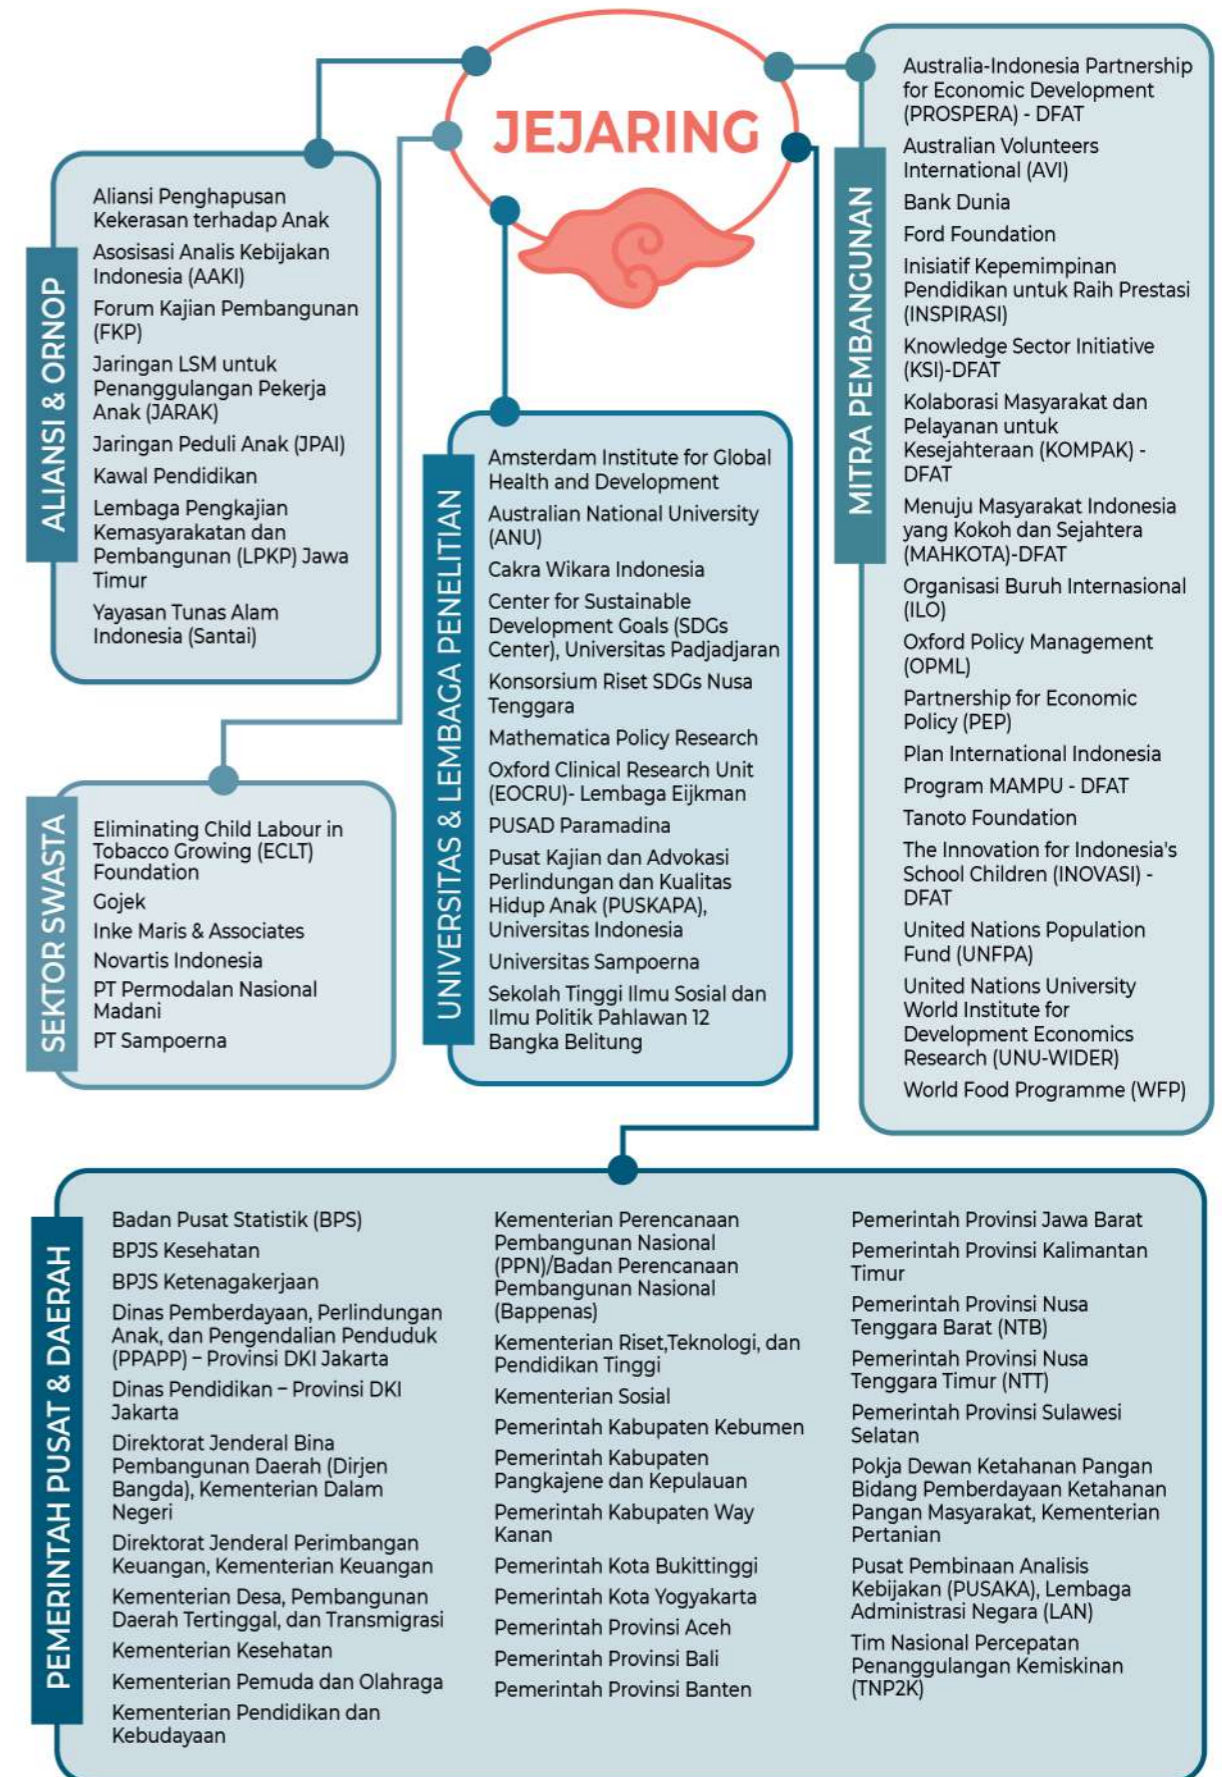 JEJARING
ALIANSI & ORNOP
Aliansi Penghapusan
Kekerasan terhadap Anak
Asosisasi Analis Kebijakan
Indonesia (AAKI)
Forum Kajian Pembangunan
(FKP)
Jaringan LSM untuk
Penanggulangan Pekerja
Anak (JARAK)
Jaringan Peduli Anak (JPAI)
Kawal Pendidikan
Lembaga Pengkajian
Kemasyarakatan dan
Pembangunan (LPKP) Jawa
Timur
Yayasan Tunas Alam
Indonesia (Santai)
SEKTOR SWASTA
Eliminating Child Labour in
Tobacco Growing (ECLT)
Foundation
Gojek
Inke Maris & Associates
Novartis Indonesia
PT Permodalan Nasional
Madani
PT Sampoerna
UNIVERSITAS & LEMBAGA PENELITIAN
Amsterdam Institute for Global
Health and Development
Australian National University
(ANU)
Cakra Wikara Indonesia
Center for Sustainable
Development Goals (SDGs
Center), Universitas Padjadjaran
Konsorsium Riset SDGs Nusa
Tenggara
Mathematica Policy Research
Oxford Clinical Research Unit
(EOCRU)- Lembaga Eijkman
PUSAD Paramadina
Pusat Kajian dan Advokasi
Perlindungan dan Kualitas
Hidup Anak (PUSKAPA),
Universitas Indonesia
Universitas Sampoerna
Sekolah Tinggi Ilmu Sosial dan
Ilmu Politik Pahlawan 12
Bangka Belitung
MITRA PEMBANGUNAN
Australia-Indonesia Partnership
for Economic Development
(PROSPERA) - DFAT
Australian Volunteers
International (AVI)
Bank Dunia
Ford Foundation
Inisiatif Kepemimpinan
Pendidikan untuk Raih Prestasi
(INSPIRASI)
Knowledge Sector Initiative
(KSI)-DFAT
Kolaborasi Masyarakat dan
Pelayanan untuk
Kesejahteraan (KOMPAK) -
DFAT
Menuju Masyarakat Indonesia
yang Kokoh dan Sejahtera
(MAHKOTA)-DFAT
Organisasi Buruh Internasional
(ILO)
Oxford Policy Management
(OPML)
Partnership for Economic
Policy (PEP)
Plan International Indonesia
Program MAMPU - DFAT
Tanoto Foundation
The Innovation for Indonesia's
School Children (INOVASI) -
DFAT
United Nations Population
Fund (UNFPA)
United Nations University
World Institute for
Development Economics
Research (UNU-WIDER)
World Food Programme (WFP)
PEMERINTAH PUSAT & DAERAH
Badan Pusat Statistik (BPS)
BPJS Kesehatan
BPJS Ketenagakerjaan
Dinas Pemberdayaan, Perlindungan
Anak, dan Pengendalian Penduduk
(PPAPP) – Provinsi DKI Jakarta
Dinas Pendidikan – Provinsi DKI
Jakarta
Direktorat Jenderal Bina
Pembangunan Daerah (Dirjen
Bangda), Kementerian Dalam
Negeri
Direktorat Jenderal Perimbangan
Keuangan, Kementerian Keuangan
Kementerian Desa, Pembangunan
Daerah Tertinggal, dan Transmigrasi
Kementerian Kesehatan
Kementerian Pemuda dan Olahraga
Kementerian Pendidikan dan
Kebudayaan
Kementerian Perencanaan
Pembangunan Nasional
(PPN)/Badan Perencanaan
Pembangunan Nasional
(Bappenas)
Kementerian Riset,Teknologi, dan
Pendidikan Tinggi
Kementerian Sosial
Pemerintah Kabupaten Kebumen
Pemerintah Kabupaten
Pangkajene dan Kepulauan
Pemerintah Kabupaten Way
Kanan
Pemerintah Kota Bukittinggi
Pemerintah Kota Yogyakarta
Pemerintah Provinsi Aceh
Pemerintah Provinsi Bali
Pemerintah Provinsi Banten
Pemerintah Provinsi Jawa Barat
Pemerintah Provinsi Kalimantan
Timur
Pemerintah Provinsi Nusa
Tenggara Barat (NTB)
Pemerintah Provinsi Nusa
Tenggara Timur (NTT)
Pemerintah Provinsi Sulawesi
Selatan
Pokja Dewan Ketahanan Pangan
Bidang Pemberdayaan Ketahanan
Pangan Masyarakat, Kementerian
Pertanian
Pusat Pembinaan Analisis
Kebijakan (PUSAKA), Lembaga
Administrasi Negara (LAN)
Tim Nasional Percepatan
Penanggulangan Kemiskinan
(TNP2K)